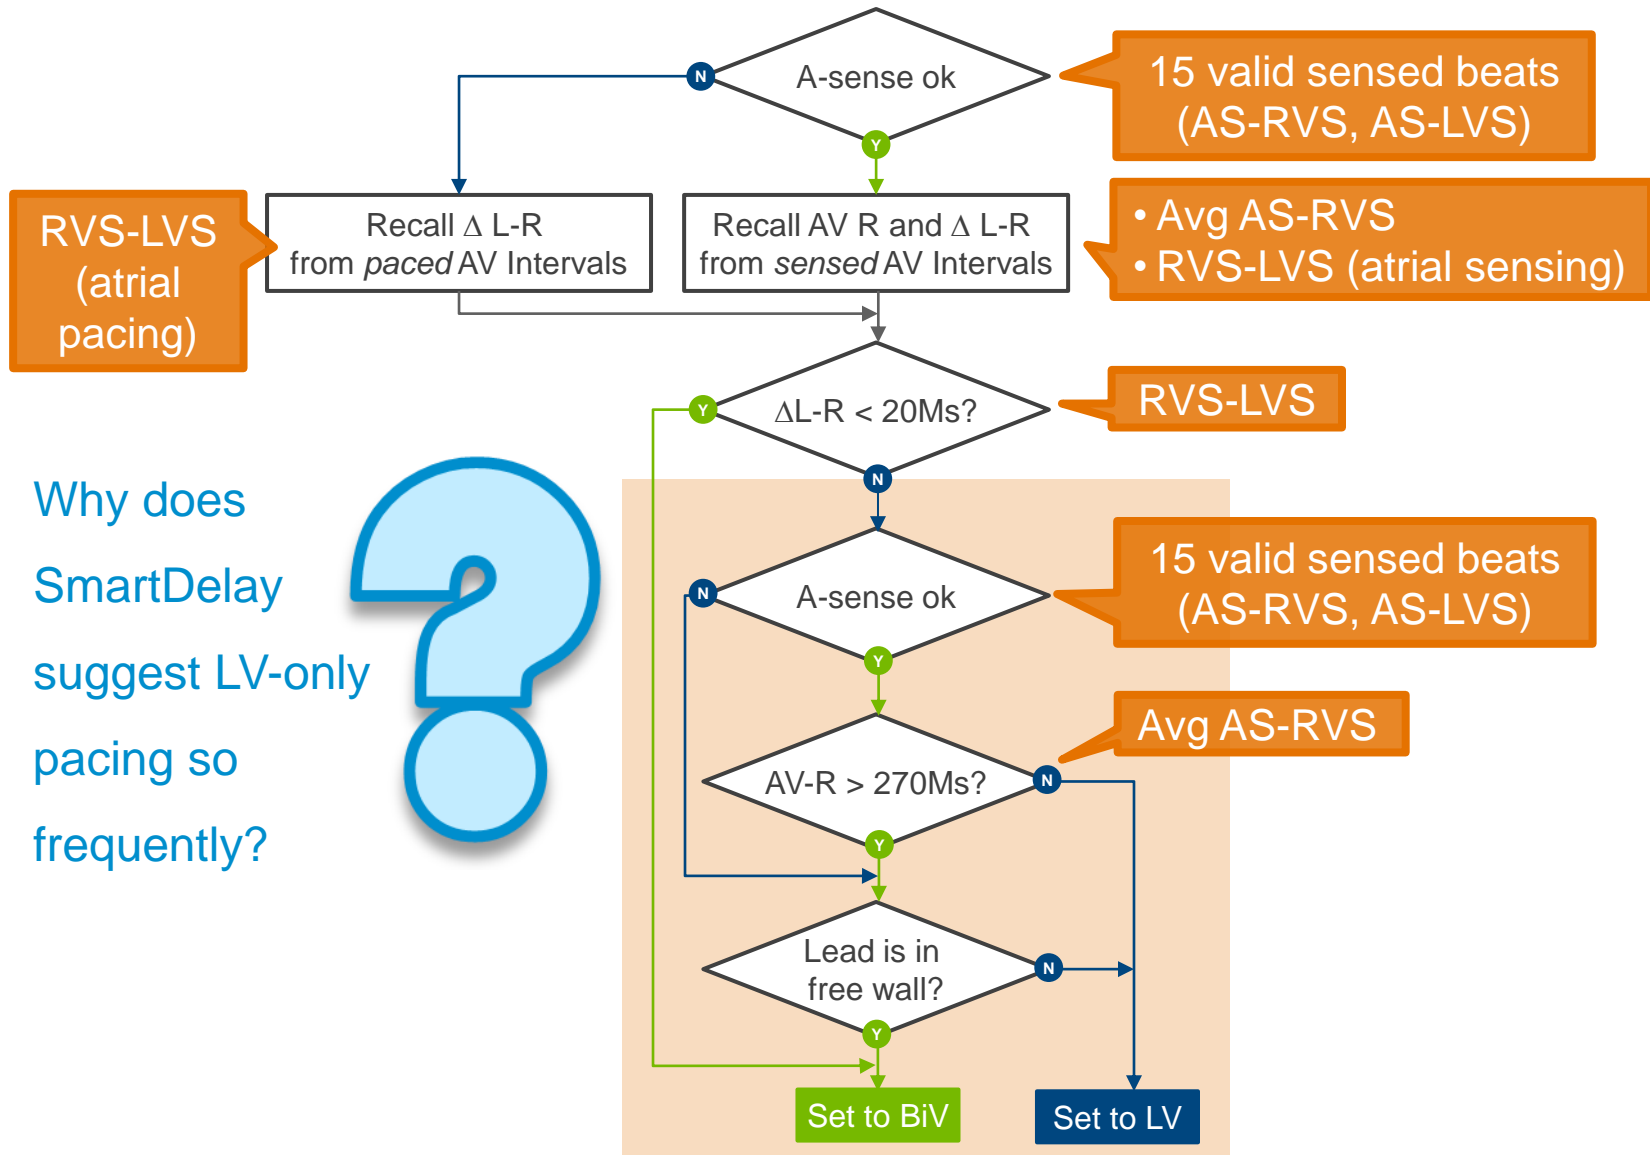 A-sense ok
N
Y
15 valid sensed beats
(AS-RVS, AS-LVS)
RVS-LVS
(atrial
pacing)
Recall Δ L-R
from paced AV Intervals
Recall AV R and Δ L-R
from sensed AV Intervals
• Avg AS-RVS
• RVS-LVS (atrial sensing)
ΔL-R < 20Ms?
Y
N
RVS-LVS
Why does
SmartDelay
suggest LV-only
pacing so
frequently?
?
A-sense ok
N
Y
15 valid sensed beats
(AS-RVS, AS-LVS)
Avg AS-RVS
AV-R > 270Ms?
N
Y
Lead is in
free wall?
N
Y
Set to BiV
Set to LV